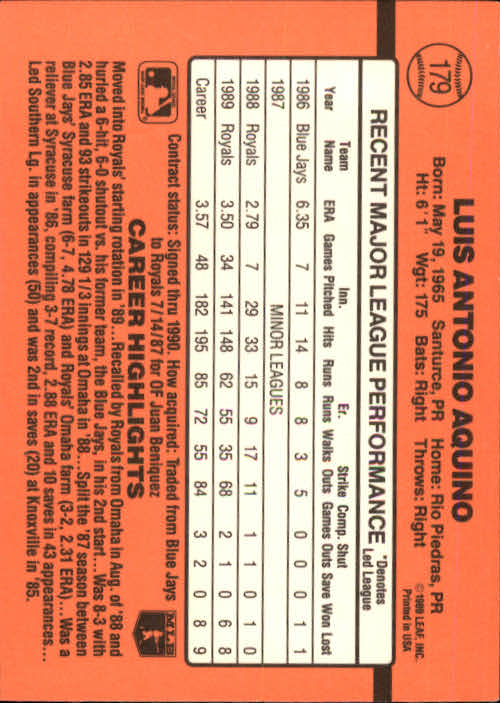 179
LUIS ANTONIO AQUINO
Born: May 19, 1965 Santurce, PR Home: Rio Piedras, PR
Ht: 6'1" Wgt: 175 Bats: Right Throws: Right
©1989 LEAF, INC.
Printed in USA
RECENT MAJOR LEAGUE PERFORMANCE
*Denotes
Led League
Team Inn. Er. Strike Comp. Shut
Year Name ERA Games Pitched Hits Runs Runs Walks Outs Games Outs Save Won Lost
1986 Blue Jays 6.35 7 11 14 8 8 3 5 0 0 0 1 1
1987 MINOR LEAGUES
1988 Royals 2.79 7 29 33 15 9 17 11 1 1 0 1 0
1989 Royals 3.50 34 141 148 62 55 35 68 2 1 0 6 8
Career 3.57 48 182 195 85 72 55 84 3 2 0 8 9
Contract status: Signed thru 1990. How acquired: Traded from Blue Jays
to Royals 7/14/87 for OF Juan Beniquez
MLB
CAREER HIGHLIGHTS
Moved into Royals' starting rotation in '89...Recalled by Royals from Omaha in Aug. of '88 and
hurled a 6-hit, 6-0 shutout vs. his former team, the Blue Jays, in his 2nd start...Was 8-3 with
2.85 ERA and 93 strikeouts in 129 1/3 innings at Omaha in '88...Split the '87 season between
Blue Jays' Syracuse farm (6-7, 4.78 ERA) and Royals' Omaha farm (3-2, 2.31 ERA)...Was a
reliever at Syracuse in '86, compiling 3-7 record, 2.88 ERA and 10 saves in 43 appearances...
Led Southern Lg. in appearances (50) and was 2nd in saves (20) at Knoxville in '85.